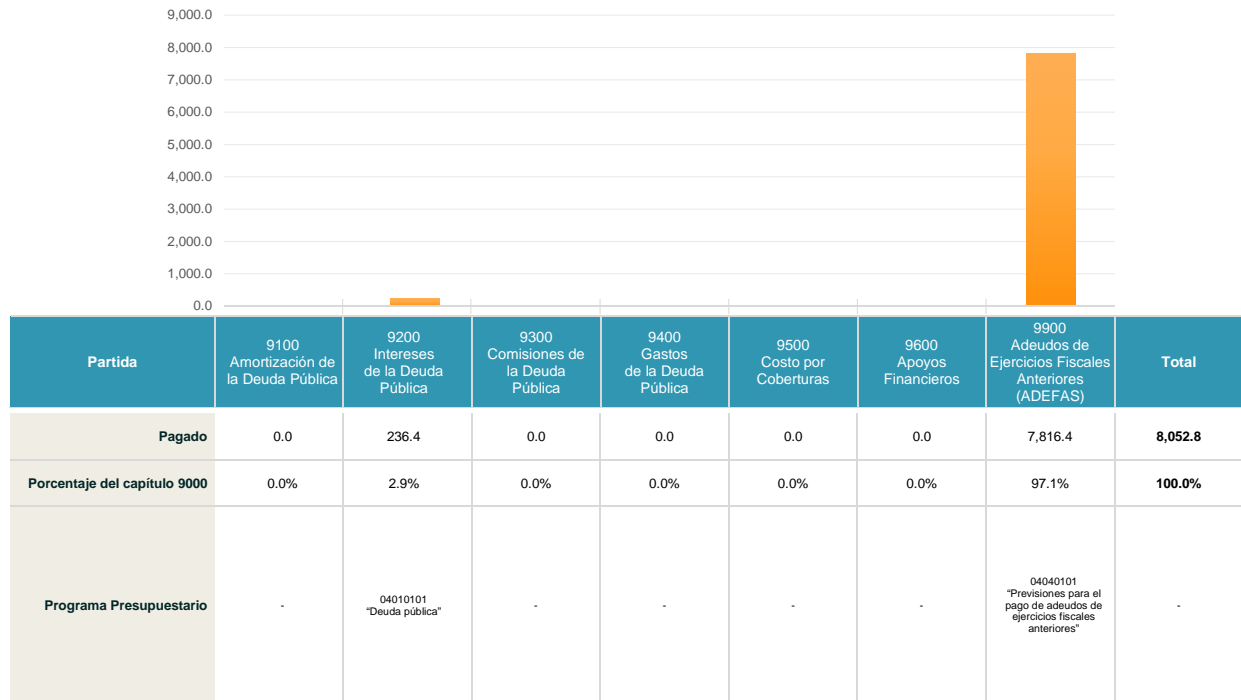 9,000.0
8,000.0
7,000.0
6,000.0
5,000.0
4,000.0
3,000.0
2,000.0
1,000.0
0.0
Partida
9100
Amortización de
la Deuda Pública
9200
Intereses
de la Deuda
Pública
9300
Comisiones de
la Deuda
Pública
9400
Gastos
de la Deuda
Pública
9500
Costo por
Coberturas
9600
Apoyos
Financieros
9900
Adeudos de
Ejercicios Fiscales
Anteriores
(ADEFAS)
Total
Pagado
0.0
236.4
0.0
0.0
0.0
0.0
7,816.4
8,052.8
Porcentaje del capítulo 9000
0.0%
2.9%
0.0%
0.0%
0.0%
0.0%
97.1%
100.0%
Programa Presupuestario
-
04010101
“Deuda pública”
-
-
-
-
04040101
“Previsiones para el
pago de adeudos de
ejercicios fiscales
anteriores”
-